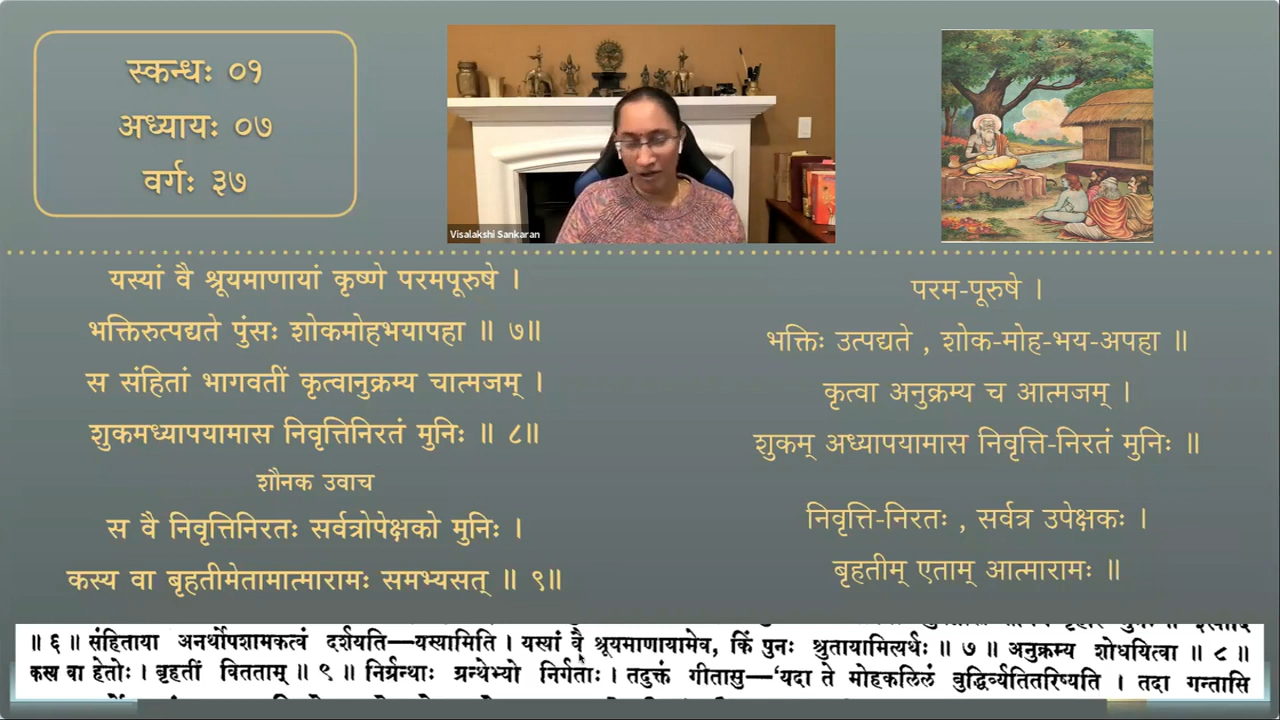 स्कन्धः ०१
अध्यायः ०७
वर्गः ३७
Visalakshi Sankaran
यस्यां वै श्रूयमाणायां कृष्णे परमपूरुषे ।
भक्तिरुत्पद्यते पुंसः शोकमोहभयापहा ॥ ७॥
स संहितां भागवतीं कृत्वानुक्रम्य चात्मजम् ।
शुकमध्यापयामास निवृत्तिनिरतं मुनिः ॥ ८॥
शौनक उवाच
स वै निवृत्तिनिरतः सर्वत्रोपेक्षको मुनिः ।
कस्य वा बृहतीमेतामात्मारामः समभ्यसत् ॥ ९॥
परम-पूरुषे ।
भक्तिः उत्पद्यते , शोक-मोह-भय-अपहा ॥
कृत्वा अनुक्रम्य च आत्मजम् ।
शुकम् अध्यापयामास निवृत्ति-निरतं मुनिः ॥
निवृत्ति-निरतः , सर्वत्र उपेक्षकः ।
बृहतीम् एताम् आत्मारामः ॥
॥ ६ ॥ संहिताया अनर्थोपशामकत्वं दर्शयति—यस्यामिति । यस्यां वै श्रूयमाणायामेव, किं पुनः श्रुतायामित्यर्थः ॥ ७ ॥ अनुक्रम्य शोधयित्वा ॥ ८ ॥
कस्य वा हेतोः । बृहतीं वितताम् ॥ ९ ॥ निर्ग्रन्थाः ग्रन्थेभ्यो निर्गताः । तदुक्तं गीतासु—‘यदा ते मोहकलिलं बुद्धिर्व्यतितरिष्यति । तदा गन्तासि